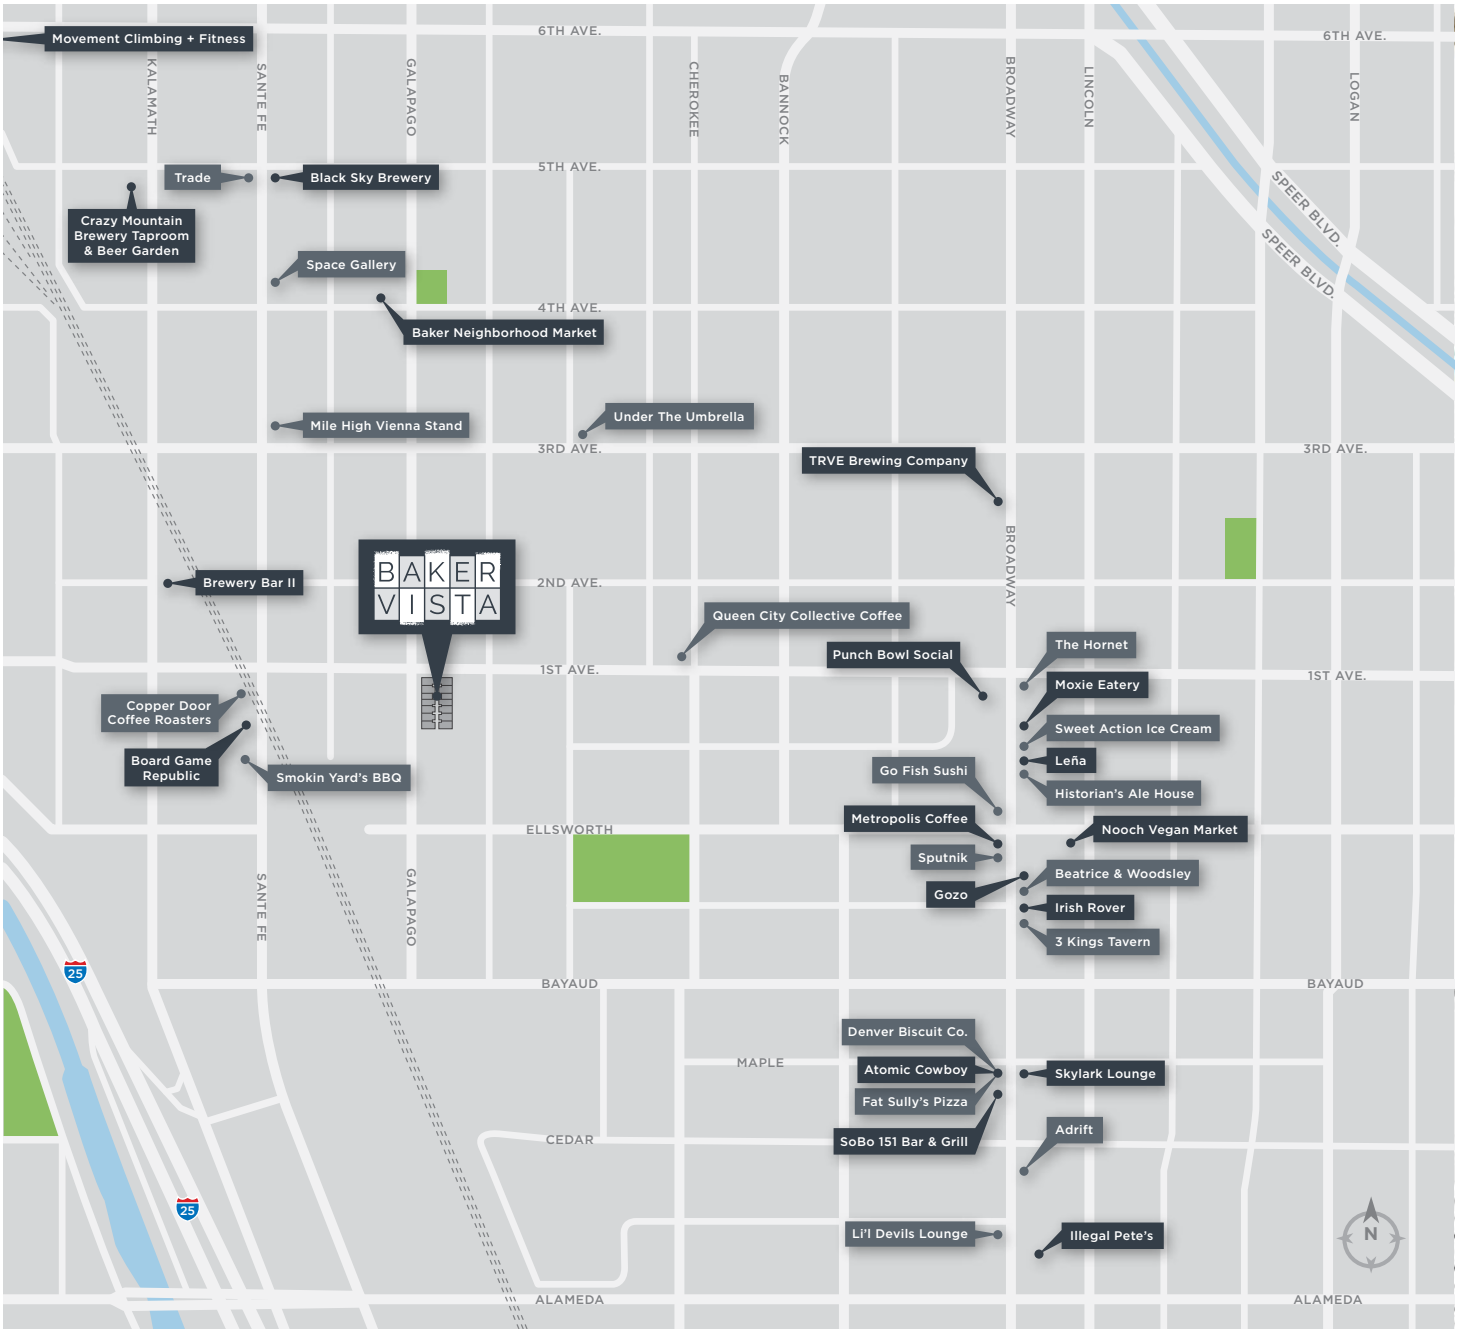 6TH AVE.
6TH AVE.
Movement Climbing + Fitness
KALAMATH
SANTE FE
GALAPAGO
CHEROKEE
BANNOCK
BROADWAY
LINCOLN
LOGAN
5TH AVE.
Trade
Black Sky Brewery
Crazy Mountain
Brewery Taproom
& Beer Garden
SPEER BLVD.
SPEER BLVD.
Space Gallery
4TH AVE.
Baker Neighborhood Market
Mile High Vienna Stand
Under The Umbrella
3RD AVE.
3RD AVE.
TRVE Brewing Company
BROADWAY
Brewery Bar II
BAKER
VISTA
2ND AVE.
Queen City Collective Coffee
Punch Bowl Social
The Hornet
1ST AVE.
1ST AVE.
Moxie Eatery
Copper Door
Coffee Roasters
Sweet Action Ice Cream
Board Game
Republic
Leña
Smokin Yard's BBQ
Go Fish Sushi
Historian's Ale House
Metropolis Coffee
ELLSWORTH
Nooch Vegan Market
Sputnik
Beatrice & Woodsley
Gozo
Irish Rover
SANTE FE
GALAPAGO
3 Kings Tavern
25
BAYAUD
BAYAUD
Denver Biscuit Co.
MAPLE
Atomic Cowboy
Skylark Lounge
Fat Sully's Pizza
CEDAR
SoBo 151 Bar & Grill
Adrift
25
Li'l Devils Lounge
Illegal Pete's
N
ALAMEDA
ALAMEDA